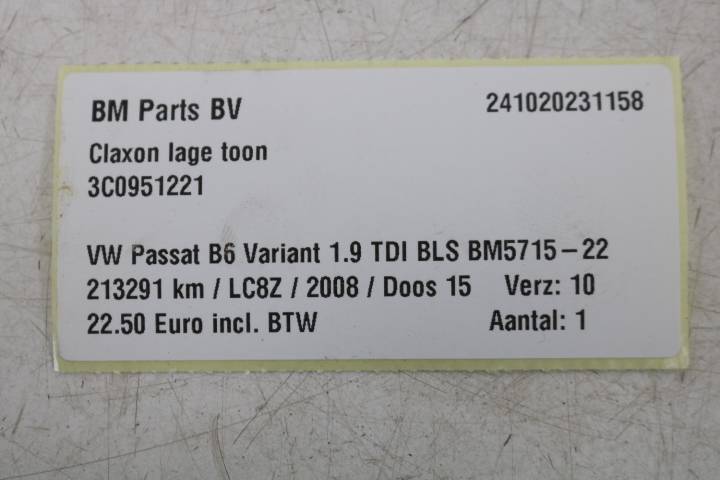 BM Parts BV 241020231158
Claxon lage toon
3C0951221
VW Passat B6 Variant 1.9 TDI BLS BM5715-22
213291 km / LC8Z / 2008 / Doos 15 Verz: 10
22.50 Euro incl. BTW Aantal: 1